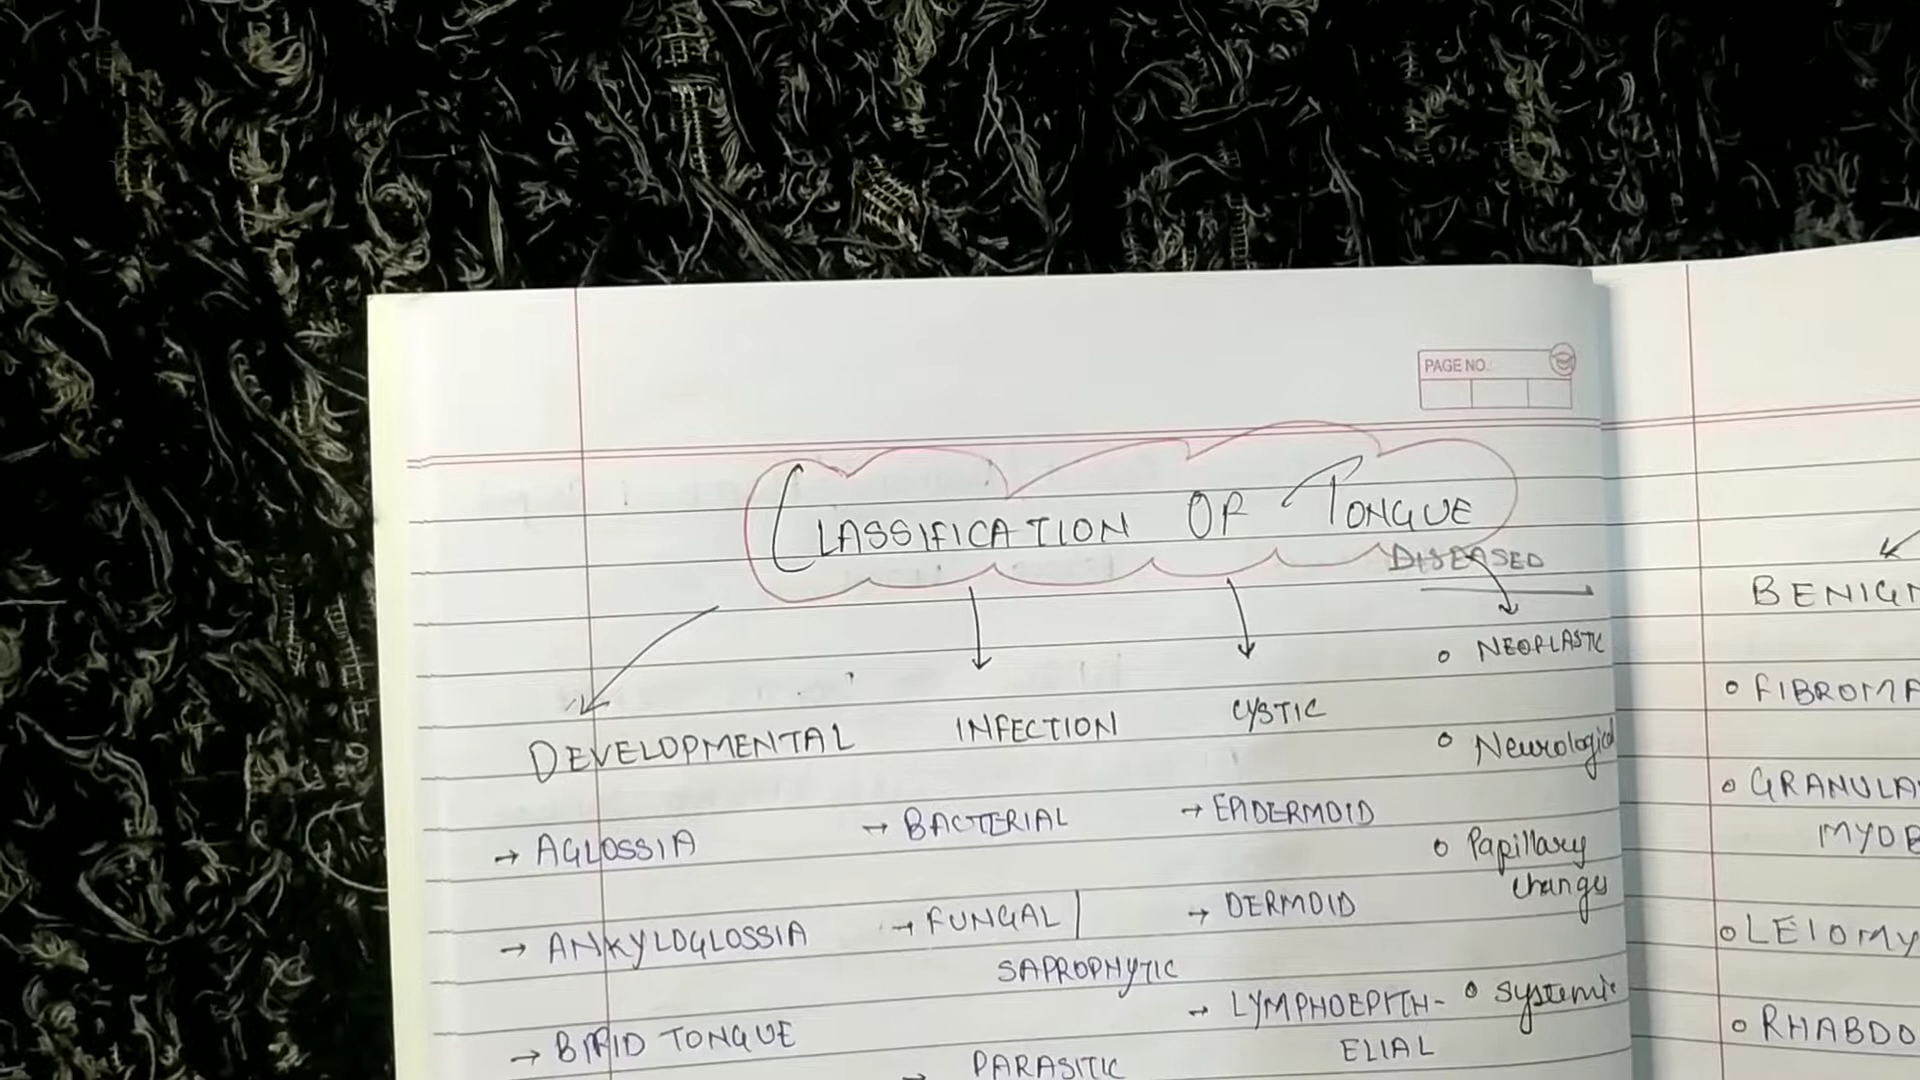 PAGE NO.
CLASSIFICATION OF TONGUE
DISEASED
DEVELOPMENTAL
→ AGLOSSIA
→ ANKYLOGLOSSIA
→ BIFID TONGUE
INFECTION
→ BACTERIAL
→ FUNGAL |
SAPROPHYTIC
→ PARASITIC
CYSTIC
→ EPIDERMOID
→ DERMOID
→ LYMPHOEPITH-
ELIAL
o NEOPLASTIC
o Neurological
o Papillary
changes
o Systemic
BENIGN
o FIBROMA
o GRANULA
MYOB
o LEIOMY
o RHABDO